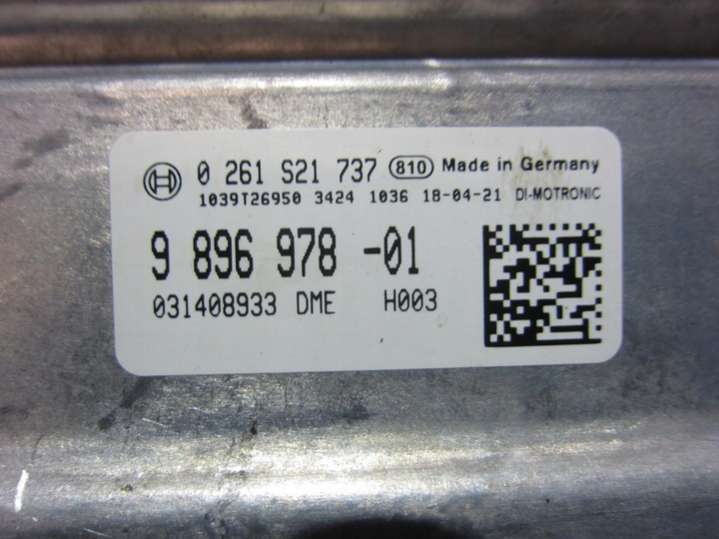 0 261 S21 737 810 Made in Germany
1039T26950 3424 1036 18-04-21 DI-MOTRONIC
9 896 978 -01
031408933 DME H003